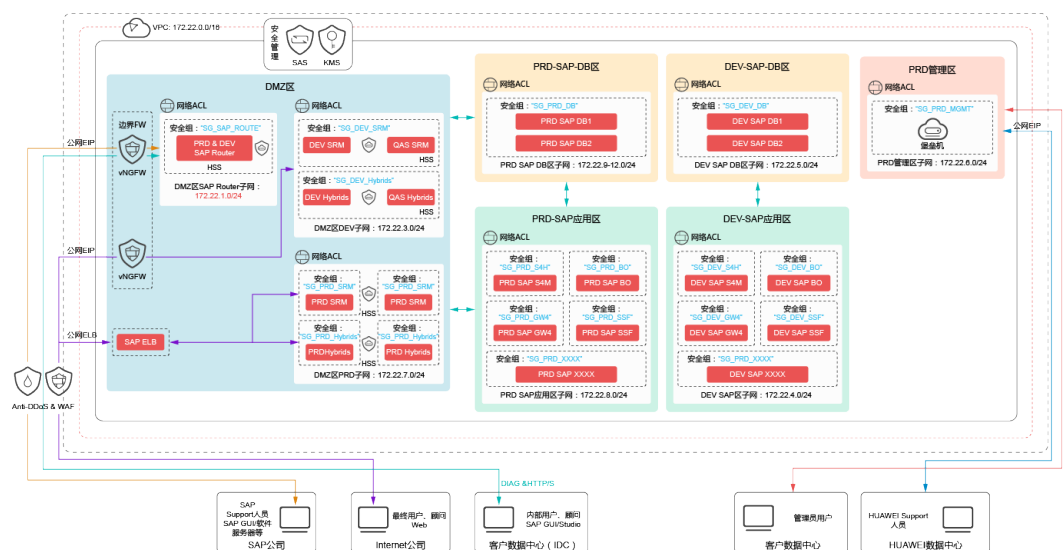 VPC: 172.22.0.0/16
安全管理
SAS
KMS
DMZ区
边界FW
vNGFW
vNGFW
公网EIP
公网EIP
公网ELB
SAP ELB
Anti-DDoS & WAF
网络ACL
安全组："SG_SAP_ROUTE"
PRD & DEV
SAP Router
HSS
DMZ区SAP Router子网：
172.22.1.0/24
网络ACL
安全组："SG_DEV_SRM"
DEV SRM
QAS SRM
HSS
安全组："SG_DEV_Hybrids"
DEV Hybrids
QAS Hybrids
HSS
DMZ区DEV子网：172.22.3.0/24
网络ACL
安全组：
"SG_PRD_SRM"
PRD SRM
安全组：
"SG_PRD_SRM"
PRD SRM
HSS
安全组：
"SG_PRD_Hybrids"
PRDHybrids
安全组：
"SG_PRD_Hybrids"
PRD Hybrids
HSS
DMZ区PRD子网：172.22.7.0/24
PRD-SAP-DB区
网络ACL
安全组："SG_PRD_DB"
PRD SAP DB1
PRD SAP DB2
PRD SAP DB区子网：172.22.9-12.0/24
DEV-SAP-DB区
网络ACL
安全组："SG_DEV_DB"
DEV SAP DB1
DEV SAP DB2
DEV SAP DB区子网：172.22.5.0/24
PRD管理区
网络ACL
安全组："SG_PRD_MGMT"
堡垒机
PRD管理区子网：172.22.6.0/24
公网EIP
PRD-SAP应用区
网络ACL
安全组：
"SG_PRD_S4H"
PRD SAP S4M
安全组：
"SG_PRD_BO"
PRD SAP BO
安全组：
"SG_PRD_GW4"
PRD SAP GW4
安全组：
"SG_PRD_SSF"
PRD SAP SSF
安全组："SG_PRD_XXXX"
PRD SAP XXXX
PRD SAP应用区子网：172.22.8.0/24
DEV-SAP应用区
网络ACL
安全组：
"SG_DEV_S4H"
DEV SAP S4M
安全组：
"SG_DEV_BO"
DEV SAP BO
安全组：
"SG_DEV_GW4"
DEV SAP GW4
安全组：
"SG_DEV_SSF"
DEV SAP SSF
安全组："SG_PRD_XXXX"
DEV SAP XXXX
DEV SAP区子网：172.22.4.0/24
DIAG &HTTP/S
SAP
Support人员
SAP GUI/软件
服务器等
SAP公司
最终用户、顾问
Web
Internet公司
内部用户、顾问
SAP GUI/Studio
客户数据中心（IDC）
管理员用户
客户数据中心
HUAWEI Support
人员
HUAWEI数据中心